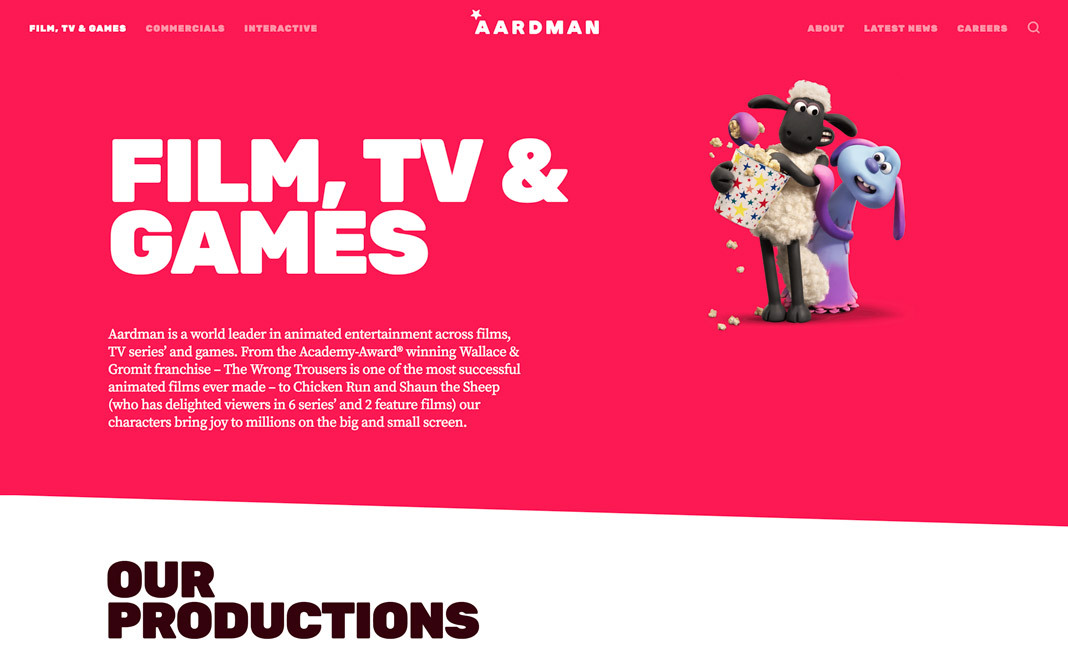 FILM, TV & GAMES
COMMERCIALS
INTERACTIVE
AARDMAN
ABOUT
LATEST NEWS
CAREERS
FILM, TV &
GAMES
Aardman is a world leader in animated entertainment across films,
TV series’ and games. From the Academy-Award® winning Wallace &
Gromit franchise – The Wrong Trousers is one of the most successful
animated films ever made – to Chicken Run and Shaun the Sheep
(who has delighted viewers in 6 series’ and 2 feature films) our
characters bring joy to millions on the big and small screen.
OUR
PRODUCTIONS